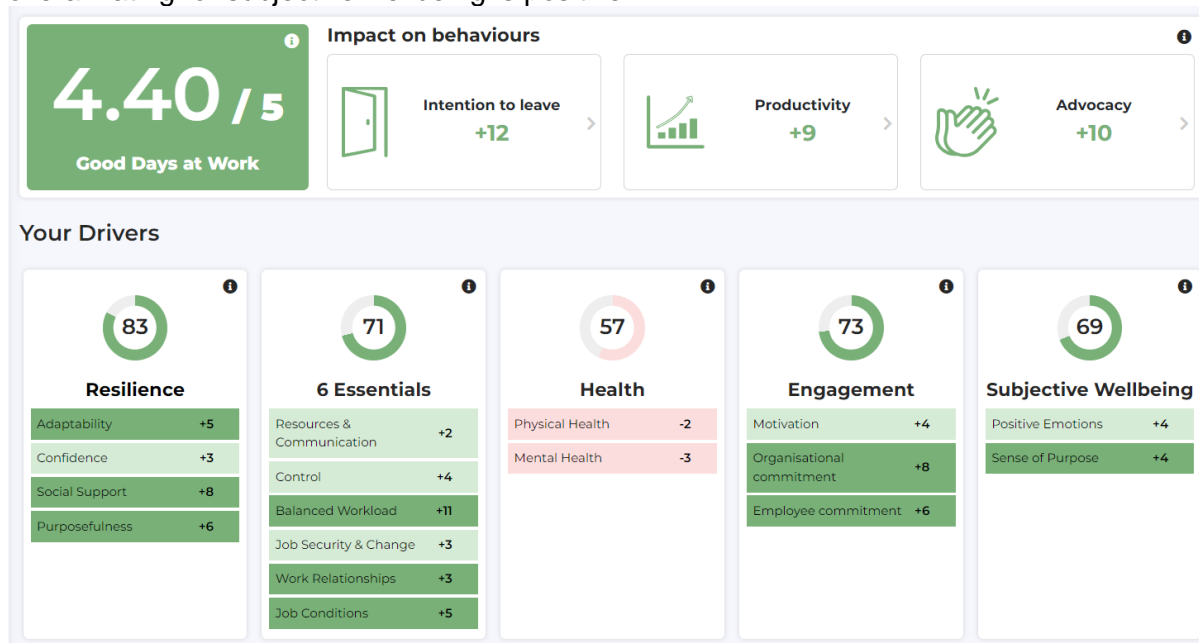 Impact on behaviours
4.40 / 5
Good Days at Work
Intention to leave
+12
Productivity
+9
Advocacy
+10
Your Drivers
83
Resilience
Adaptability +5
Confidence +3
Social Support +8
Purposefulness +6
71
6 Essentials
Resources &
Communication +2
Control +4
Balanced Workload +11
Job Security & Change +3
Work Relationships +3
Job Conditions +5
57
Health
Physical Health -2
Mental Health -3
73
Engagement
Motivation +4
Organisational
commitment +8
Employee commitment +6
69
Subjective Wellbeing
Positive Emotions +4
Sense of Purpose +4